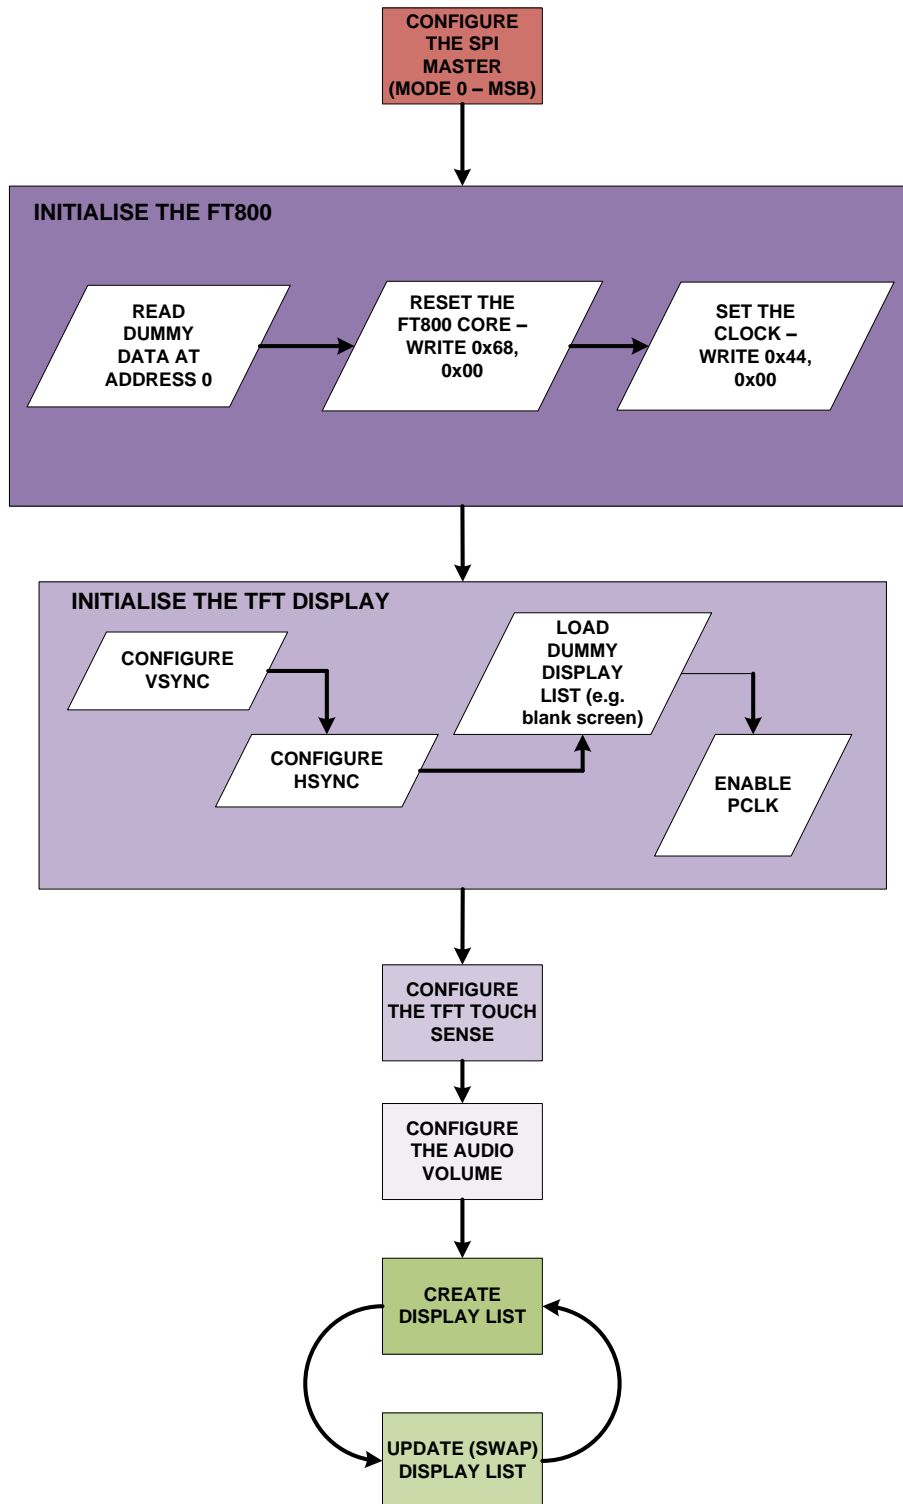 CONFIGURE
THE SPI
MASTER
(MODE 0 – MSB)
INITIALISE THE FT800
READ
DUMMY
DATA AT
ADDRESS 0
RESET THE
FT800 CORE –
WRITE 0x68,
0x00
SET THE
CLOCK –
WRITE 0x44,
0x00
INITIALISE THE TFT DISPLAY
CONFIGURE
VSYNC
CONFIGURE
HSYNC
LOAD
DUMMY
DISPLAY
LIST (e.g.
blank screen)
ENABLE
PCLK
CONFIGURE
THE TFT TOUCH
SENSE
CONFIGURE
THE AUDIO
VOLUME
CREATE
DISPLAY LIST
UPDATE (SWAP)
DISPLAY LIST